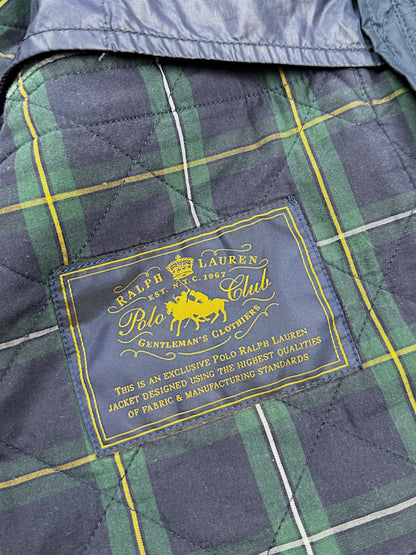 RALPH LAUREN
EST. N.Y.C. 1967
Polo Club
GENTLEMAN'S CLOTHIERS
THIS IS AN EXCLUSIVE POLO RALPH LAUREN
JACKET DESIGNED USING THE HIGHEST QUALITIES
OF FABRIC & MANUFACTURING STANDARDS